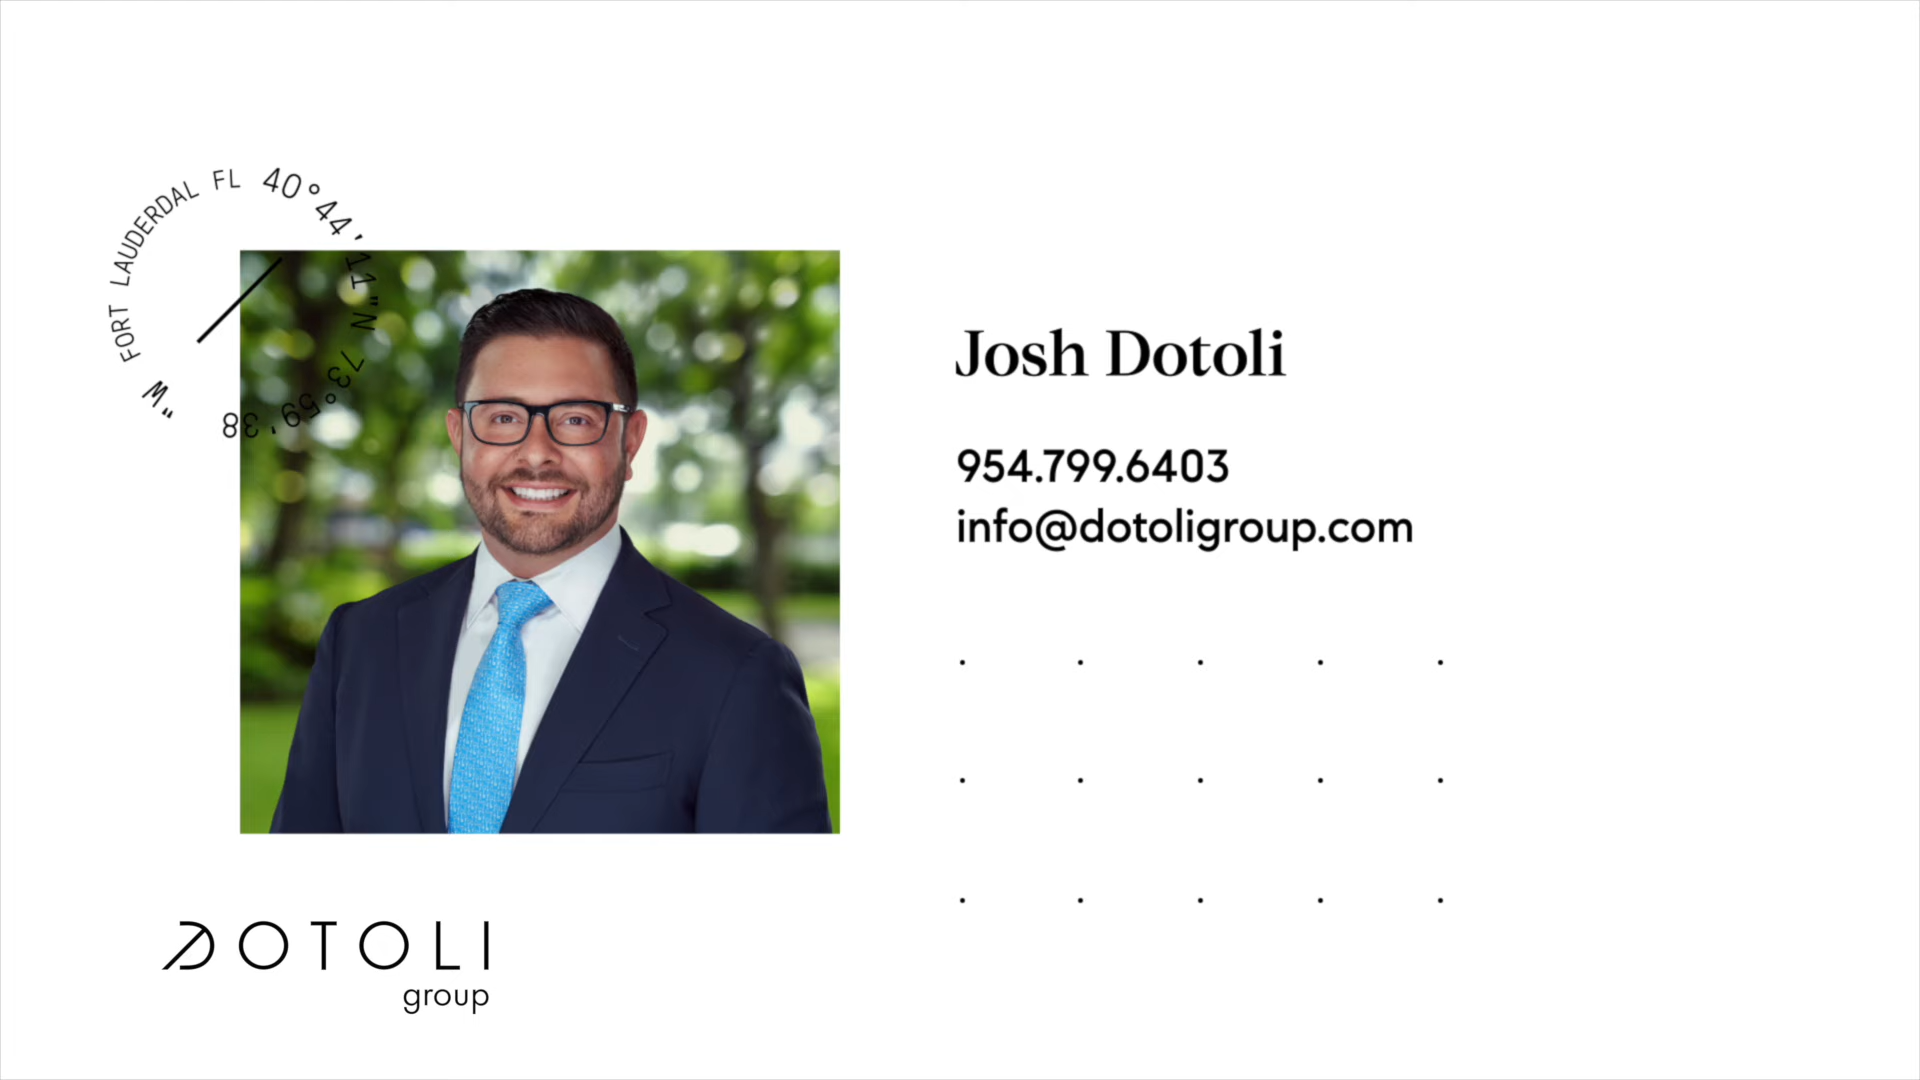 FORT LAUDERDAL FL 40°44'11"N 73°59'38"W
Josh Dotoli
954.799.6403
info@dotoligroup.com
DOTOLI
group